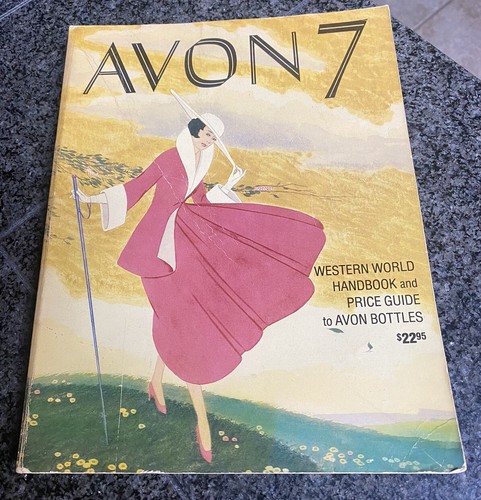 AVON 7
WESTERN WORLD
HANDBOOK and
PRICE GUIDE
to AVON BOTTLES
$22.95